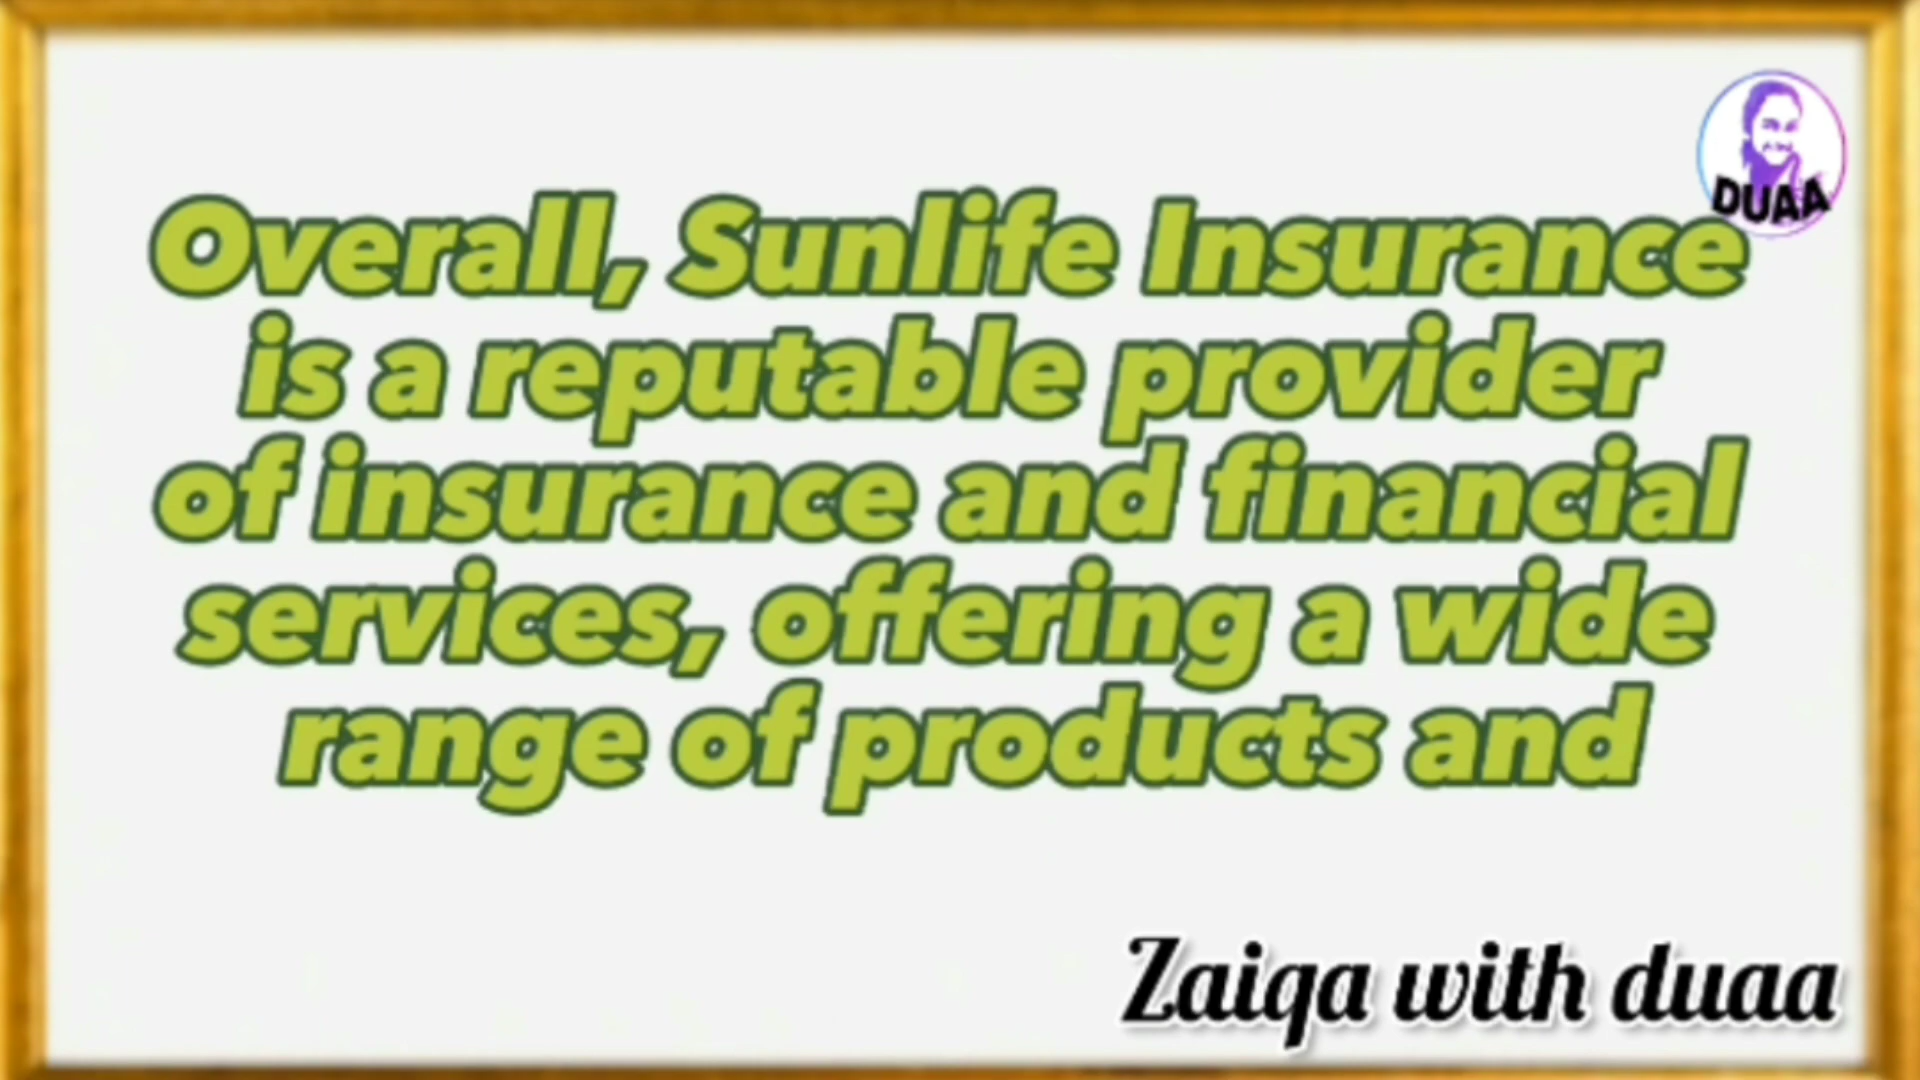 DUAA
Overall, Sunlife Insurance
is a reputable provider
of insurance and financial
services, offering a wide
range of products and
Zaiqa with duaa